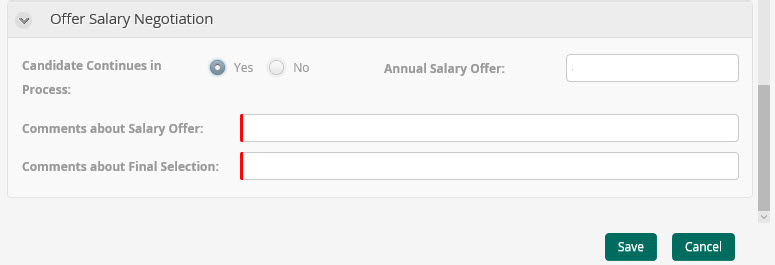 Offer Salary Negotiation
Candidate Continues in Process:
Yes
No
Annual Salary Offer:
Comments about Salary Offer:
Comments about Final Selection:
Save
Cancel